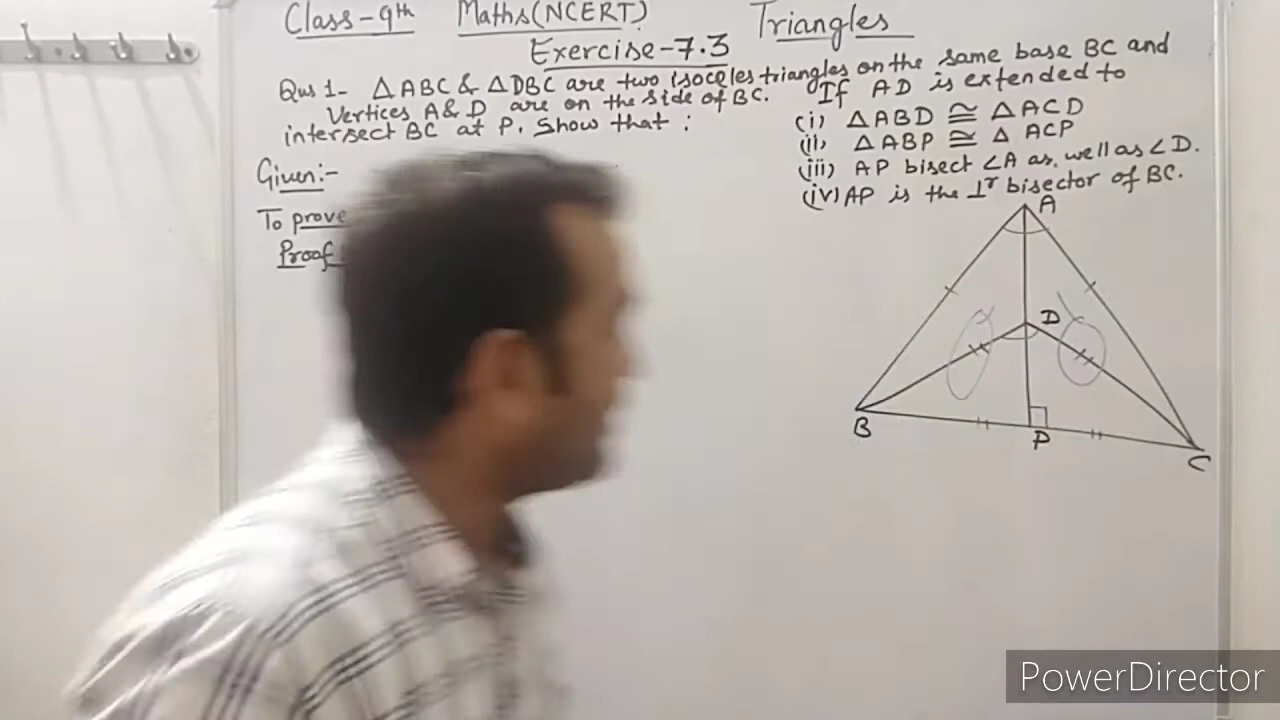 Class-9th Maths(NCERT) Triangles
Exercise-7.3
Qus 1- △ABC & △DBC are two isoceles triangles on the same base BC and
Vertices A & D are on the side of BC. If AD is extended to
intersect BC at P. Show that :
(i) △ABD ≅ △ACD
(ii) △ABP ≅ △ ACP
(iii) AP bisect ∠A as well as ∠D.
(iv) AP is the ⊥r bisector of BC.
Given:-
To prove
Proof
A
D
B
P
C
PowerDirector